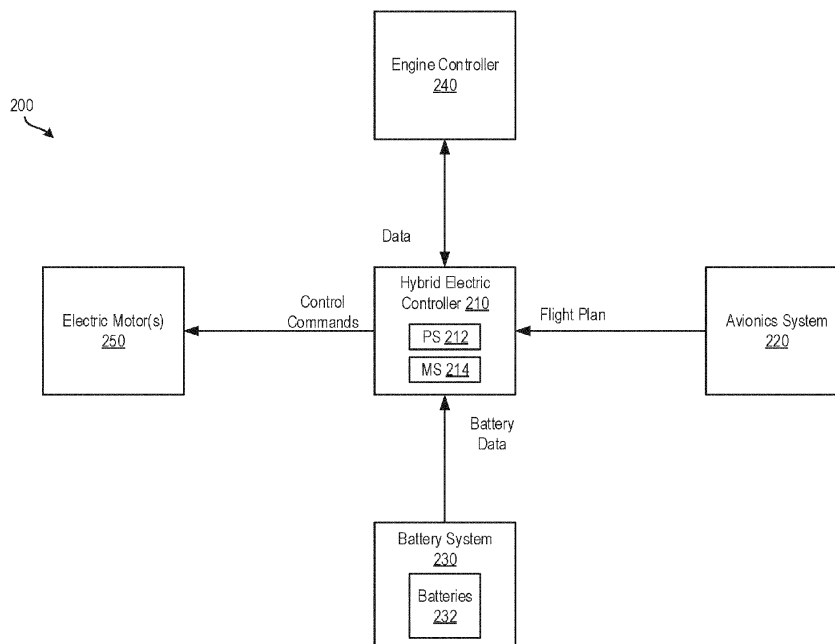 Engine Controller
240
200
Data
Hybrid Electric
Controller 210
PS 212
MS 214
Control
Commands
Electric Motor(s)
250
Flight Plan
Avionics System
220
Battery
Data
Battery System
230
Batteries
232